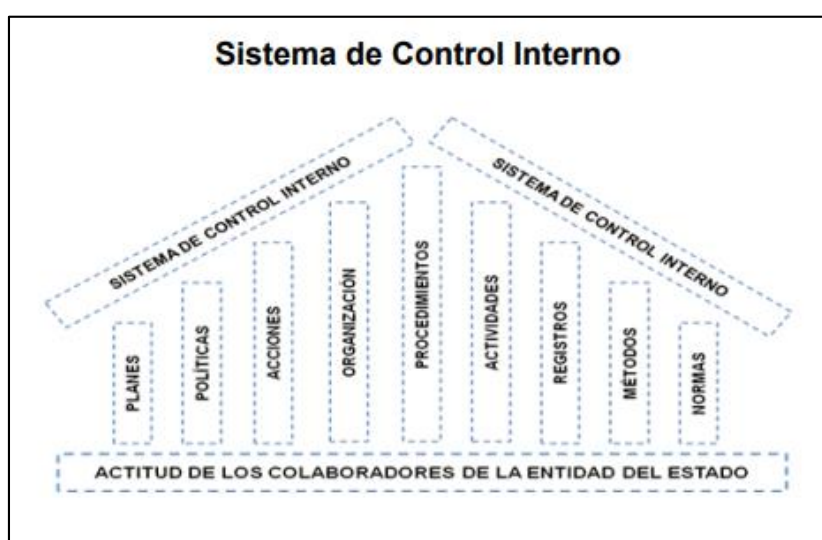 Sistema de Control Interno
SISTEMA DE CONTROL INTERNO
SISTEMA DE CONTROL INTERNO
PLANES
POLÍTICAS
ACCIONES
ORGANIZACIÓN
PROCEDIMIENTOS
ACTIVIDADES
REGISTROS
MÉTODOS
NORMAS
ACTITUD DE LOS COLABORADORES DE LA ENTIDAD DEL ESTADO